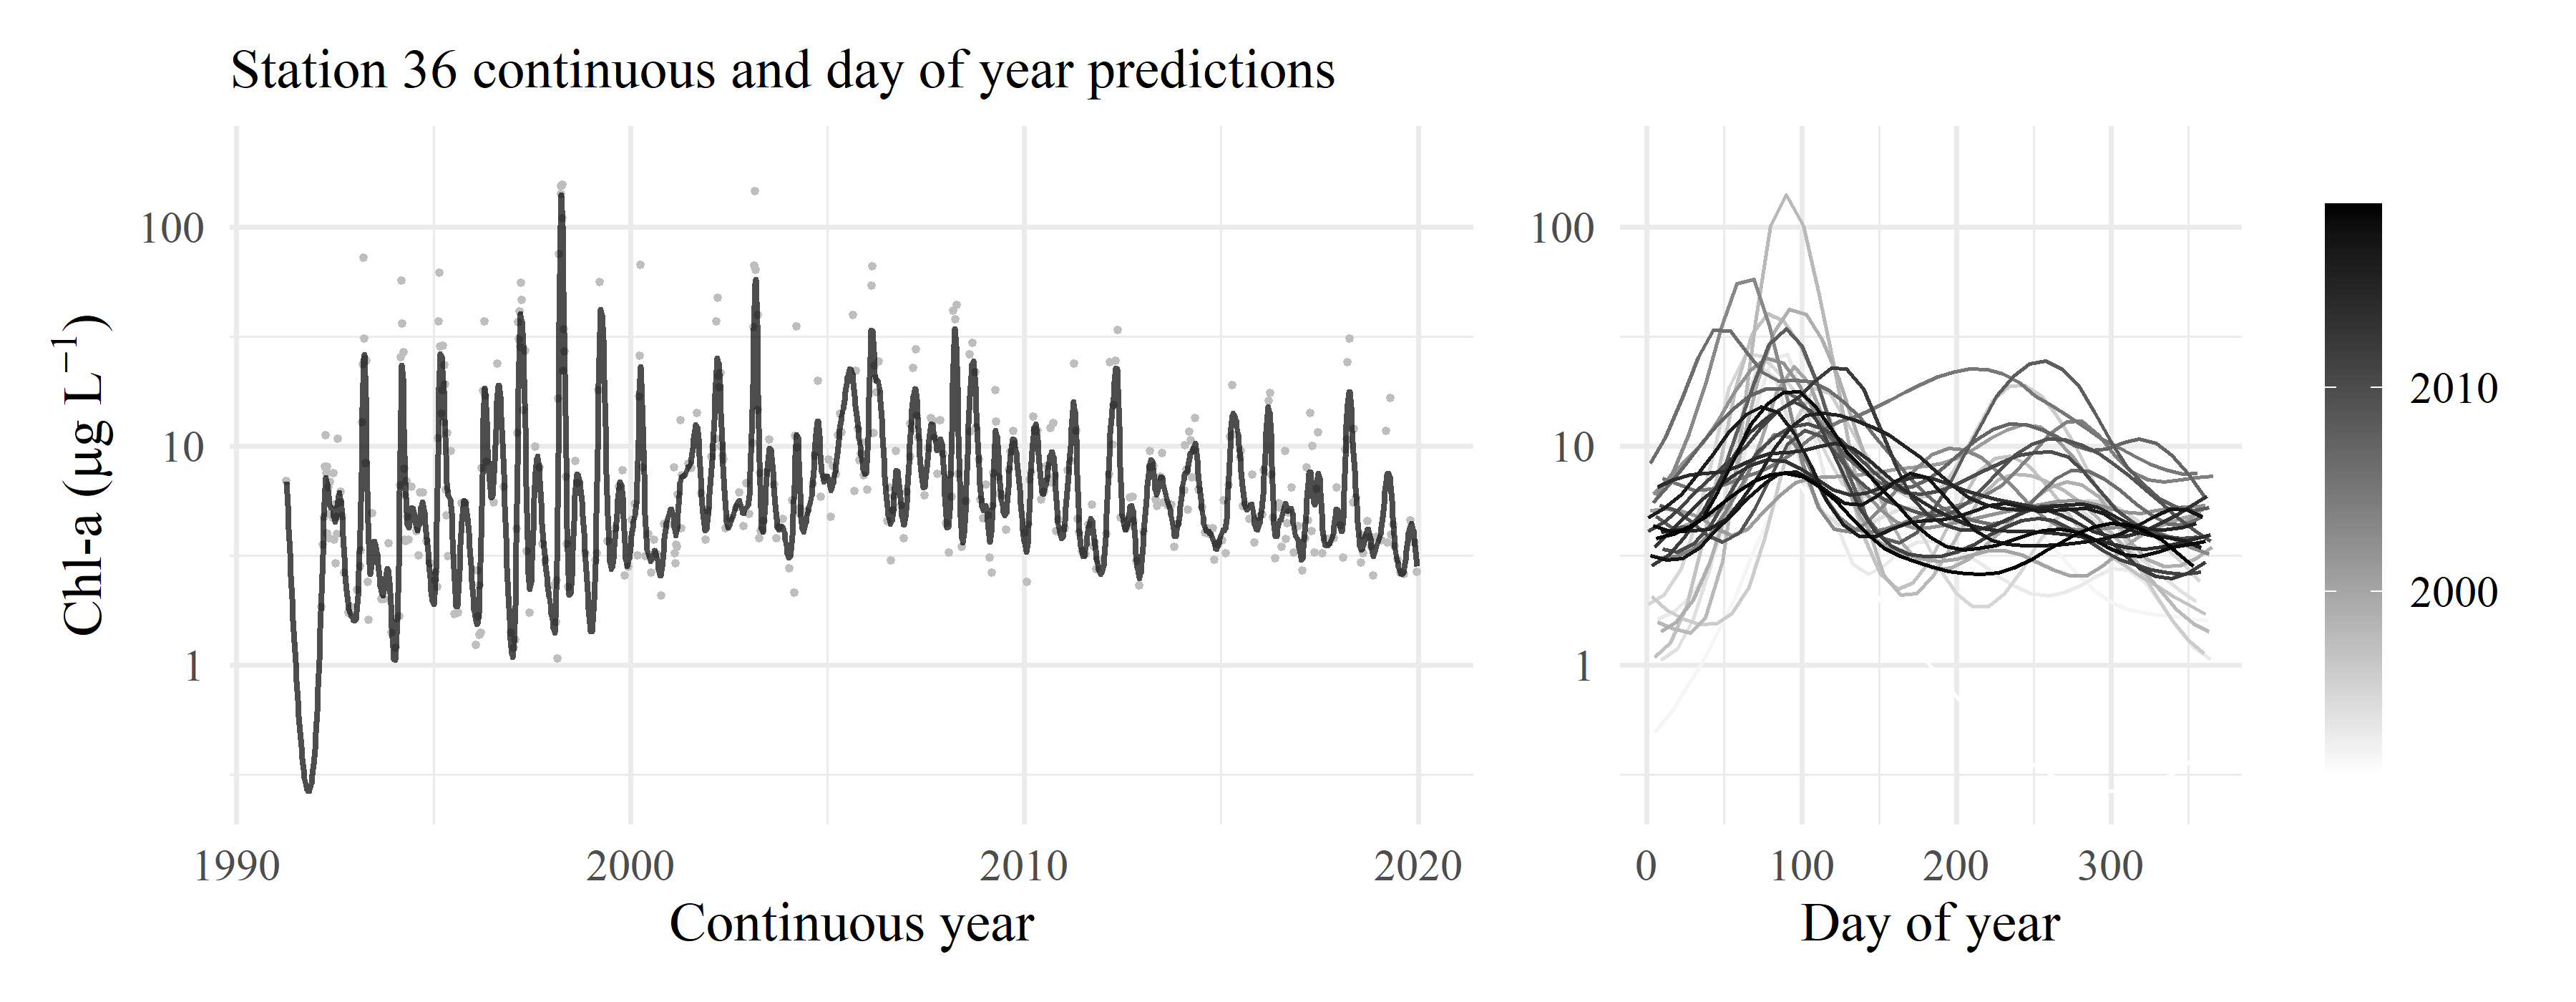 Station 36 continuous and day of year predictions
Chl-a (µg L⁻¹)
100
10
1
1990 2000 2010 2020
Continuous year
100
10
1
0 100 200 300
Day of year
2010
2000